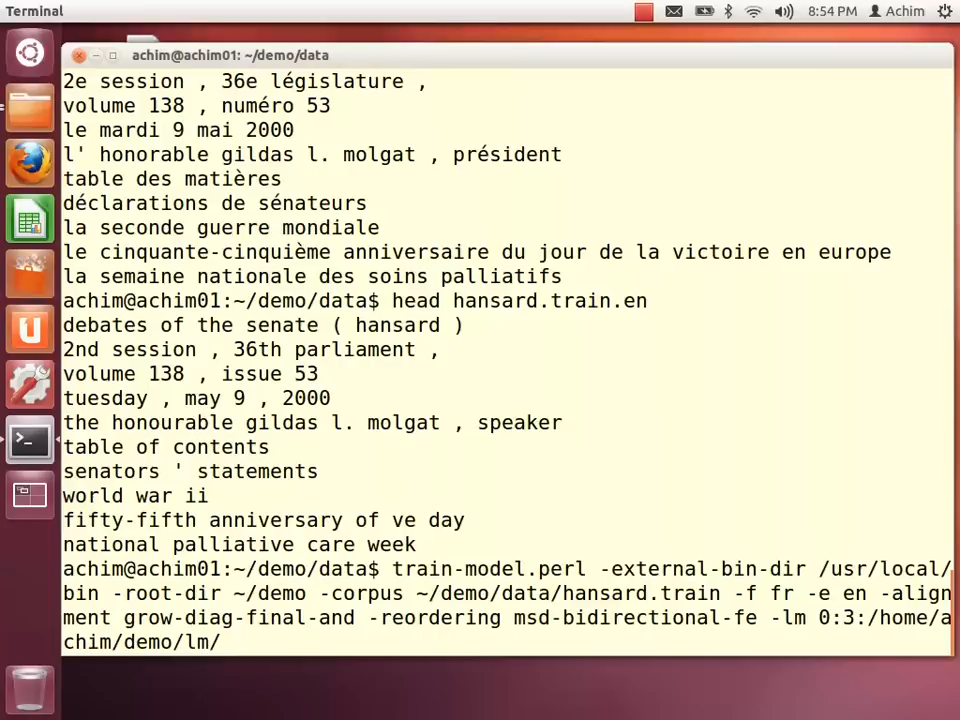 Terminal
8:54 PM
Achim
achim@achim01: ~/demo/data
2e session , 36e législature ,
volume 138 , numéro 53
le mardi 9 mai 2000
l' honorable gildas l. molgat , président
table des matières
déclarations de sénateurs
la seconde guerre mondiale
le cinquante-cinquième anniversaire du jour de la victoire en europe
la semaine nationale des soins palliatifs
achim@achim01:~/demo/data$ head hansard.train.en
debates of the senate ( hansard )
2nd session , 36th parliament ,
volume 138 , issue 53
tuesday , may 9 , 2000
the honourable gildas l. molgat , speaker
table of contents
senators ' statements
world war ii
fifty-fifth anniversary of ve day
national palliative care week
achim@achim01:~/demo/data$ train-model.perl -external-bin-dir /usr/local/
bin -root-dir ~/demo -corpus ~/demo/data/hansard.train -f fr -e en -align
ment grow-diag-final-and -reordering msd-bidirectional-fe -lm 0:3:/home/a
chim/demo/lm/